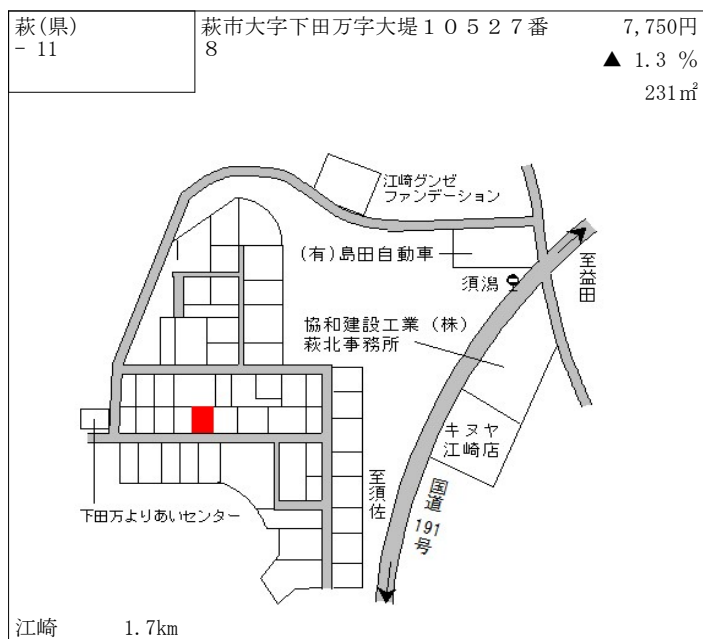 萩(県)
- 11
萩市大字下田万字大堤１０５２７番
８
7,750円
▲ 1.3 %
231㎡
江崎グンゼ
ファンデーション
(有)島田自動車
須潟
至益田
協和建設工業（株）
萩北事務所
キヌヤ
江崎店
至須佐
国道
191
号
下田万よりあいセンター
江崎 1.7km